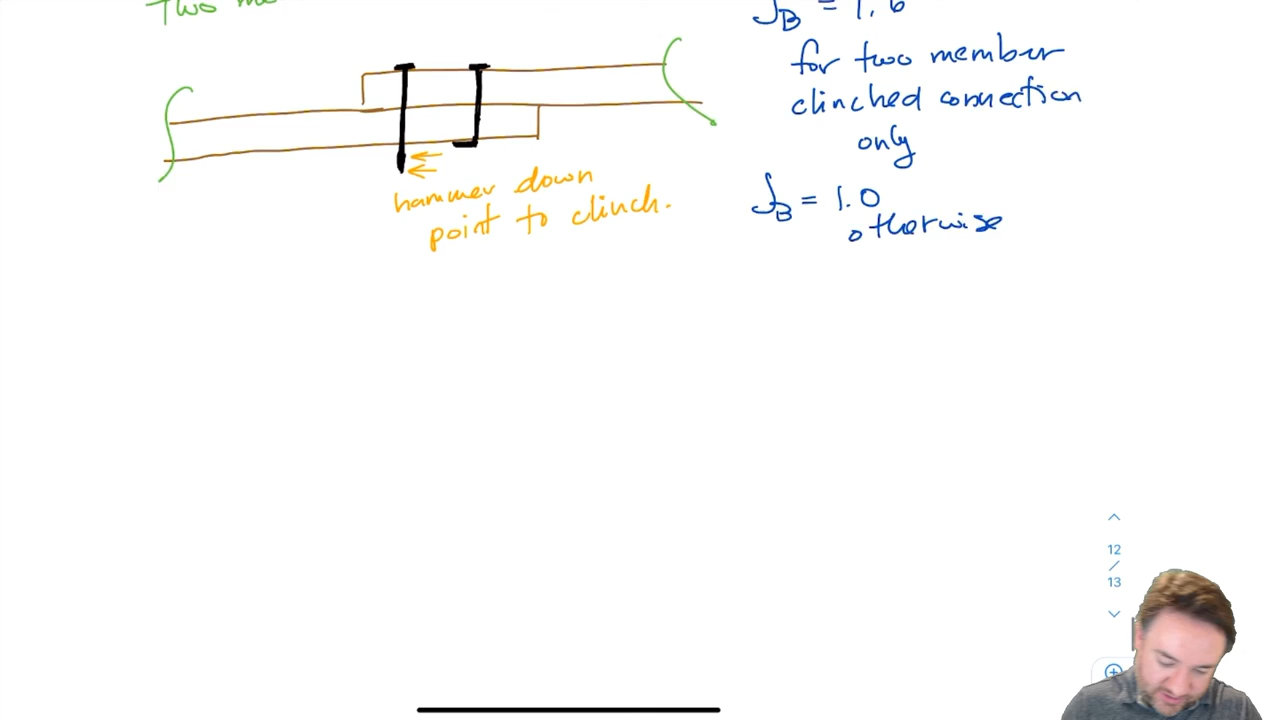 Two
J_B = 1.6
for two member
clinched connection
only
hammer down
point to clinch.
J_B = 1.0
otherwise
12
/
13